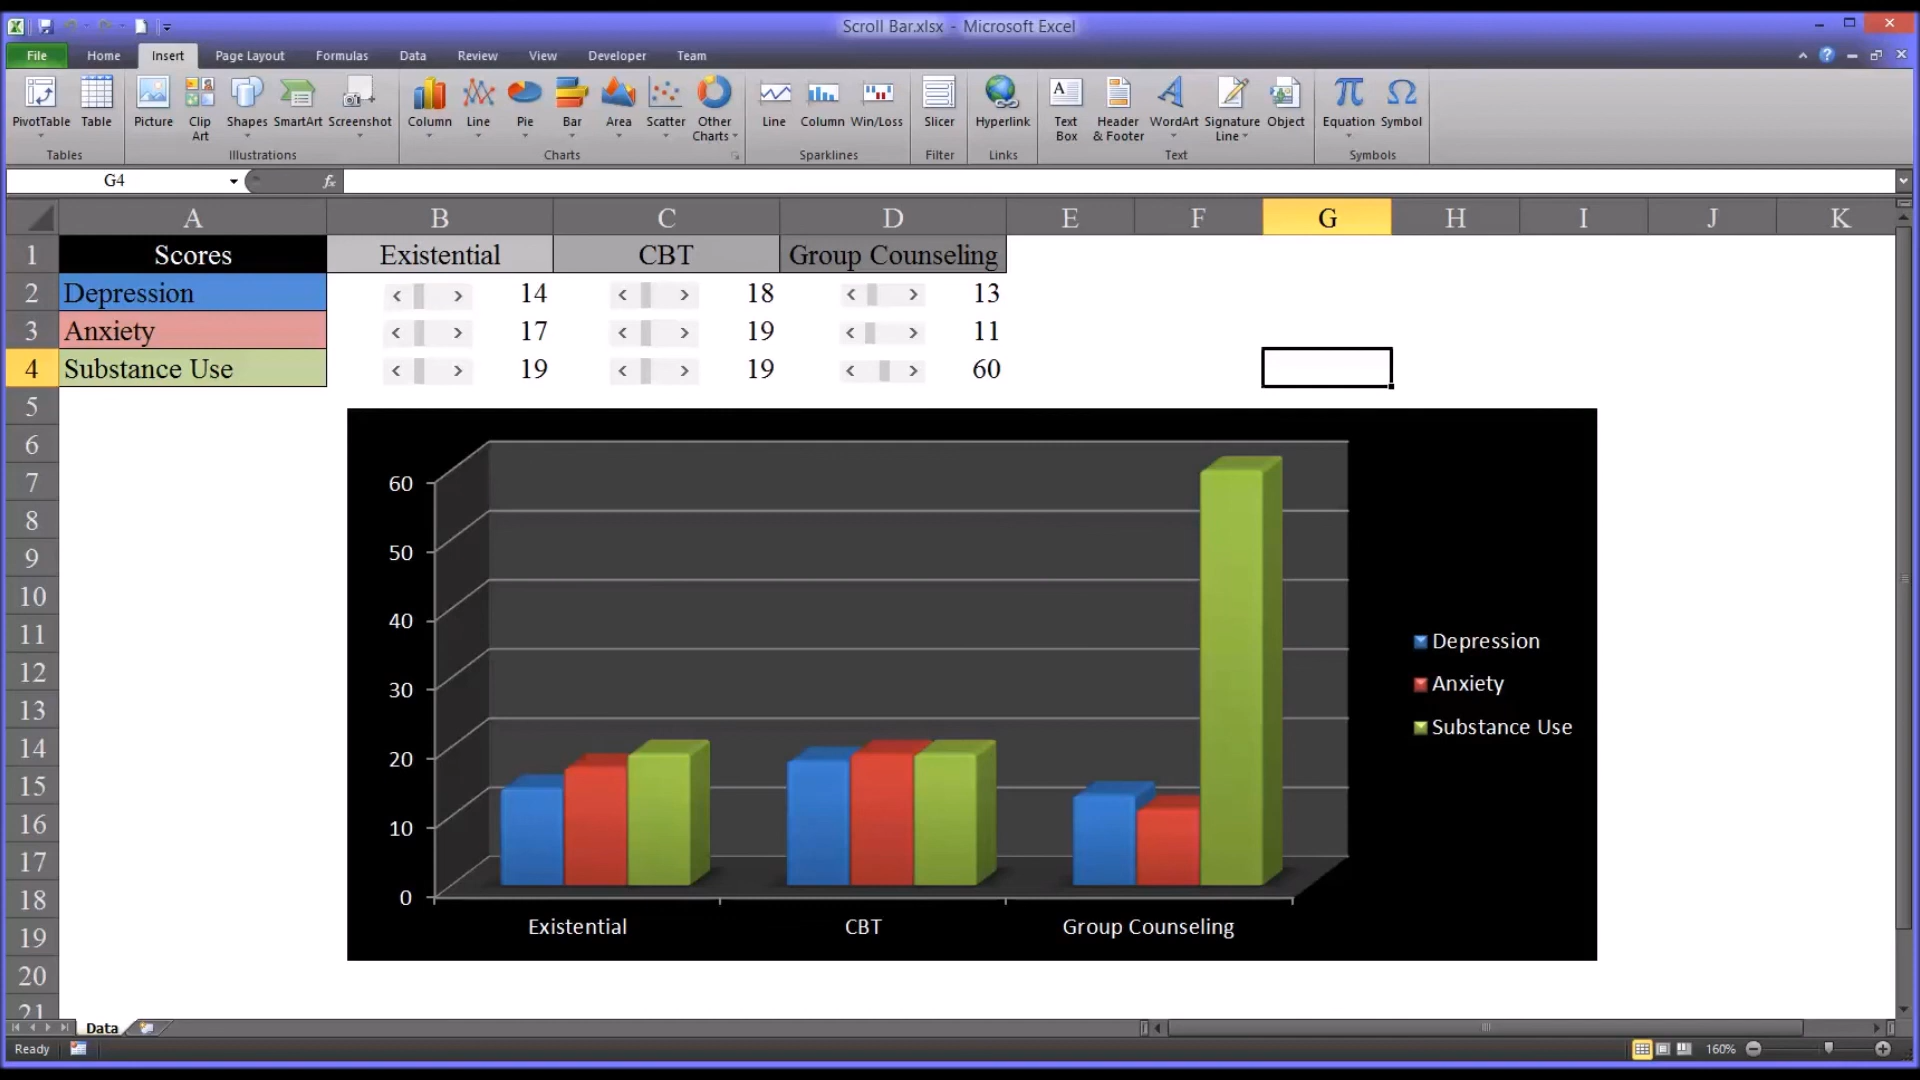 Scroll Bar.xlsx - Microsoft Excel
File Home Insert Page Layout Formulas Data Review View Developer Team
PivotTable Table Picture Clip Art Shapes SmartArt Screenshot Column Line Pie Bar Area Scatter Other Charts Line Column Win/Loss Slicer Hyperlink Text Box Header & Footer WordArt Signature Line Object Equation Symbol
Tables Illustrations Charts Sparklines Filter Links Text Symbols
G4 fx
A B C D E F G H I J K
1 Scores Existential CBT Group Counseling
2 Depression 14 18 13
3 Anxiety 17 19 11
4 Substance Use 19 19 60
5
6
7
8
9
10
11
12
13
14
15
16
17
18
19
20
21
60
50
40
30
20
10
0
Existential CBT Group Counseling
Depression
Anxiety
Substance Use
Data
Ready 160%